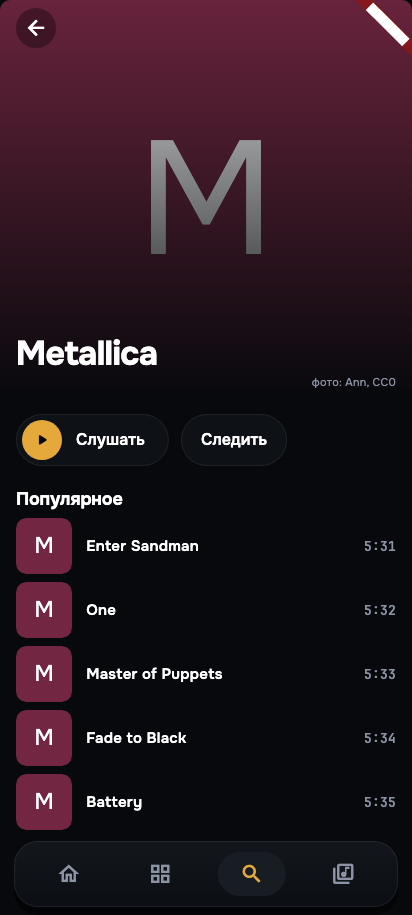 M
Metallica
фото: Ann, CC0
Слушать
Следить
Популярное
M Enter Sandman 5:31
M One 5:32
M Master of Puppets 5:33
M Fade to Black 5:34
M Battery 5:35